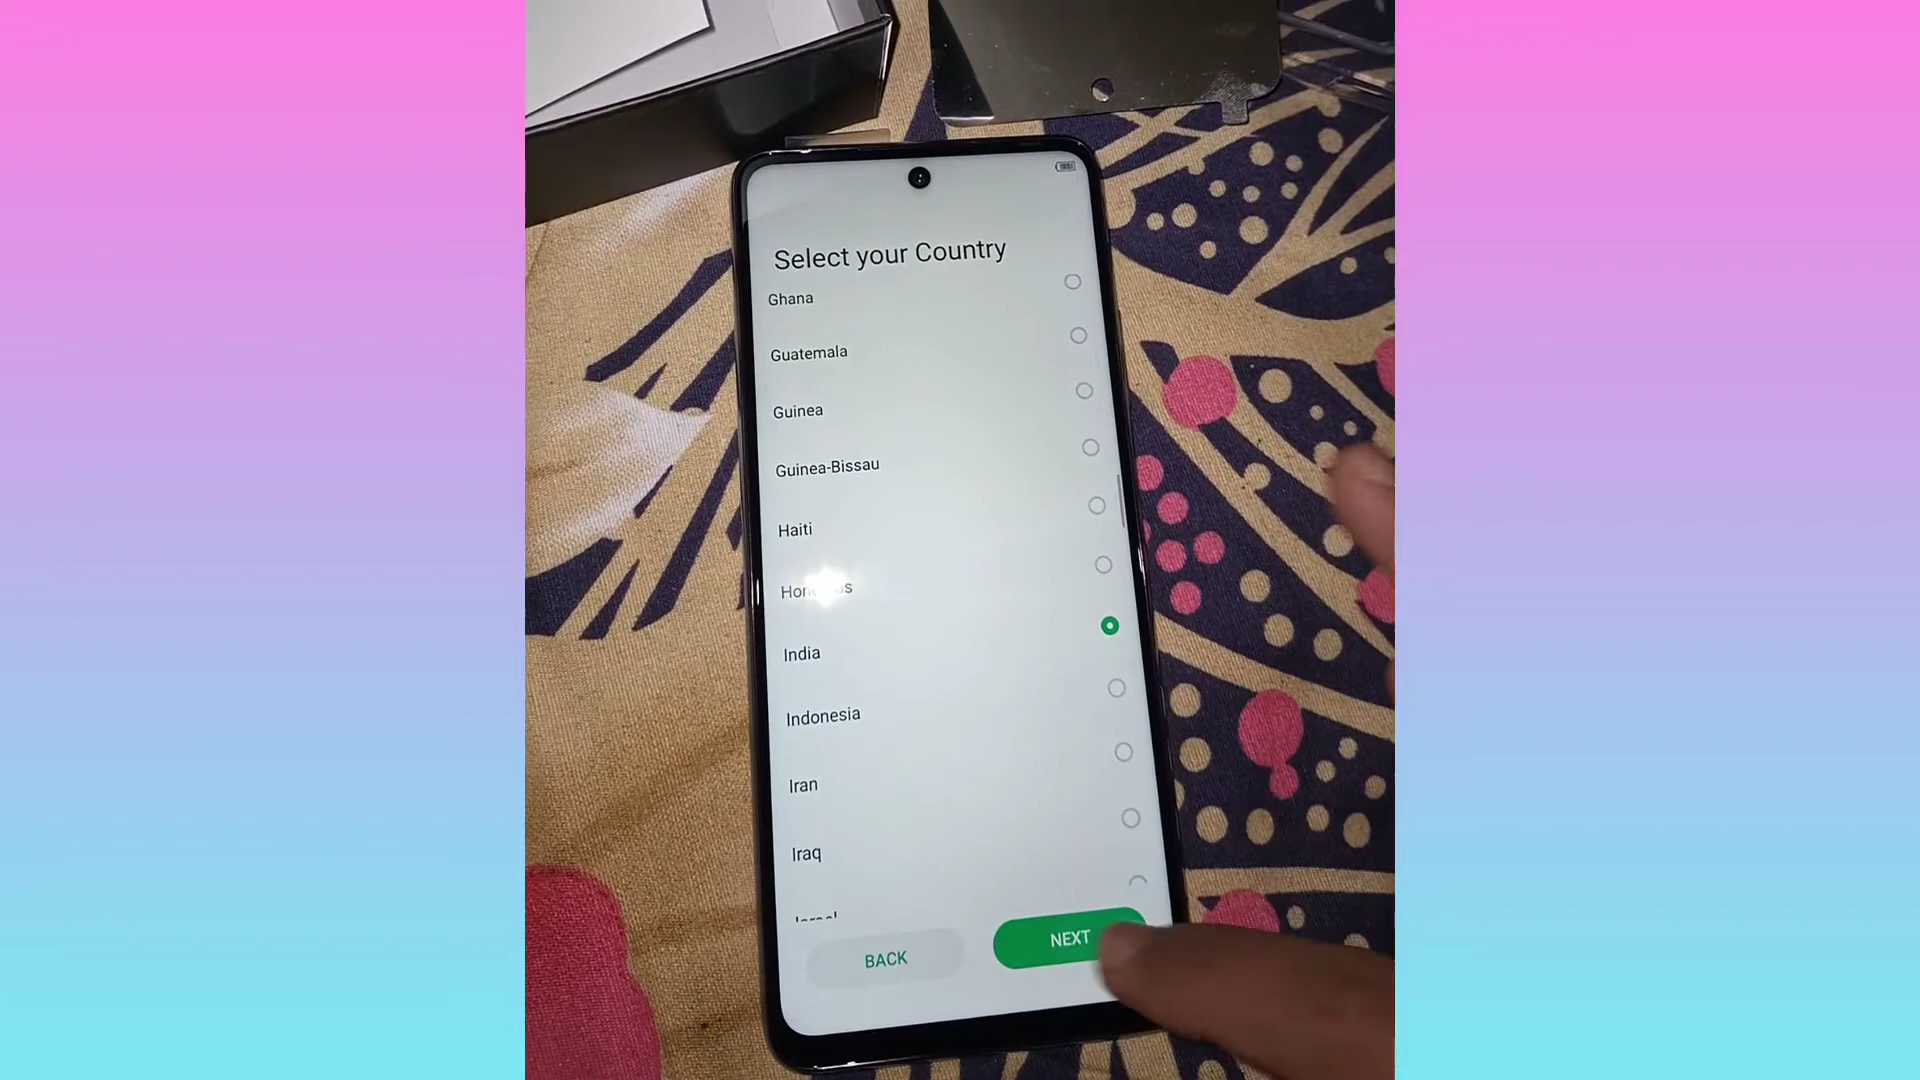 Select your Country
Ghana
Guatemala
Guinea
Guinea-Bissau
Haiti
India
Indonesia
Iran
Iraq
BACK
NEXT